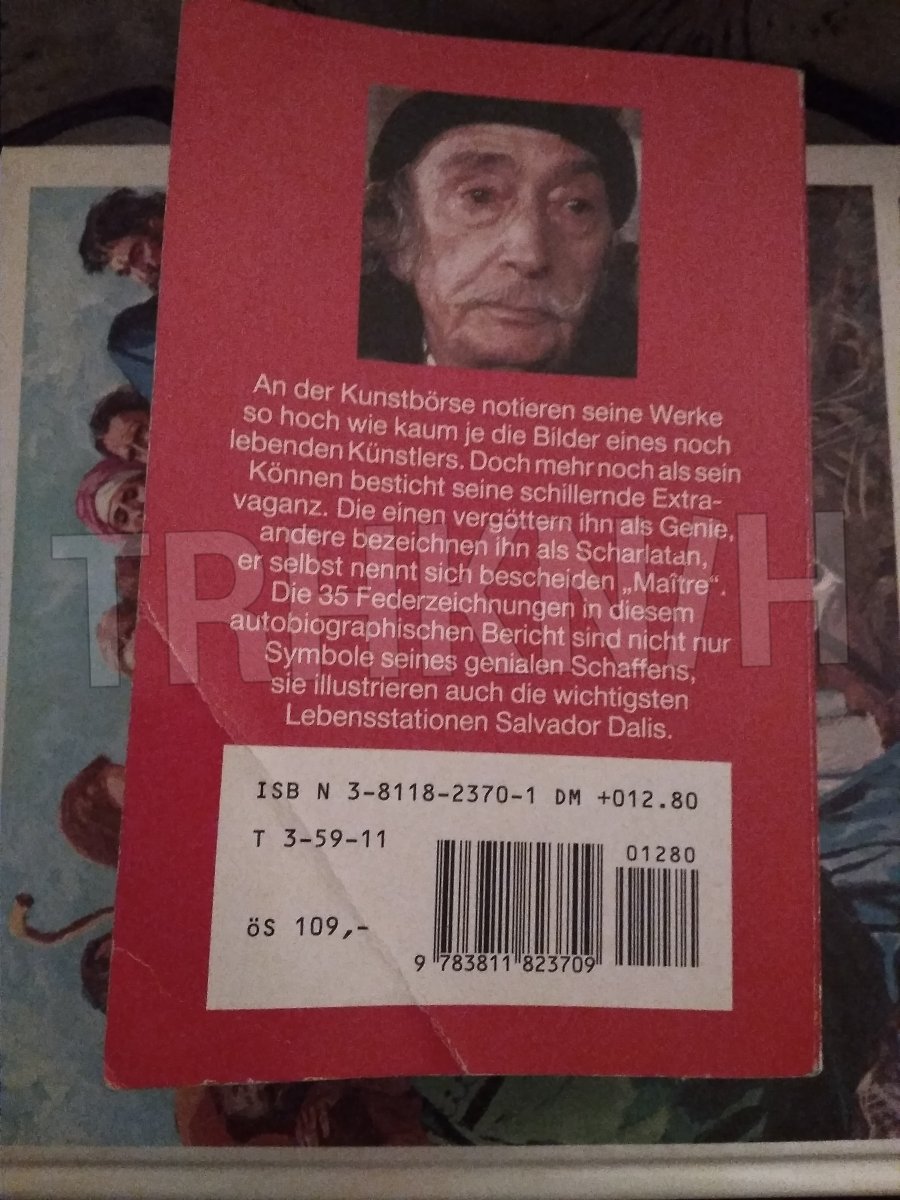 An der Kunstbörse notieren seine Werke
so hoch wie kaum je die Bilder eines noch
lebenden Künstlers. Doch mehr noch als sein
Können besticht seine schillernde Extra-
vaganz. Die einen vergöttern ihn als Genie,
andere bezeichnen ihn als Scharlatan,
er selbst nennt sich bescheiden „Maître“.
Die 35 Federzeichnungen in diesem
autobiographischen Bericht sind nicht nur
Symbole seines genialen Schaffens,
sie illustrieren auch die wichtigsten
Lebensstationen Salvador Dalis.
ISB N 3-8118-2370-1 DM +012.80
T 3-59-11
01280
öS 109,-
9 783811 823709